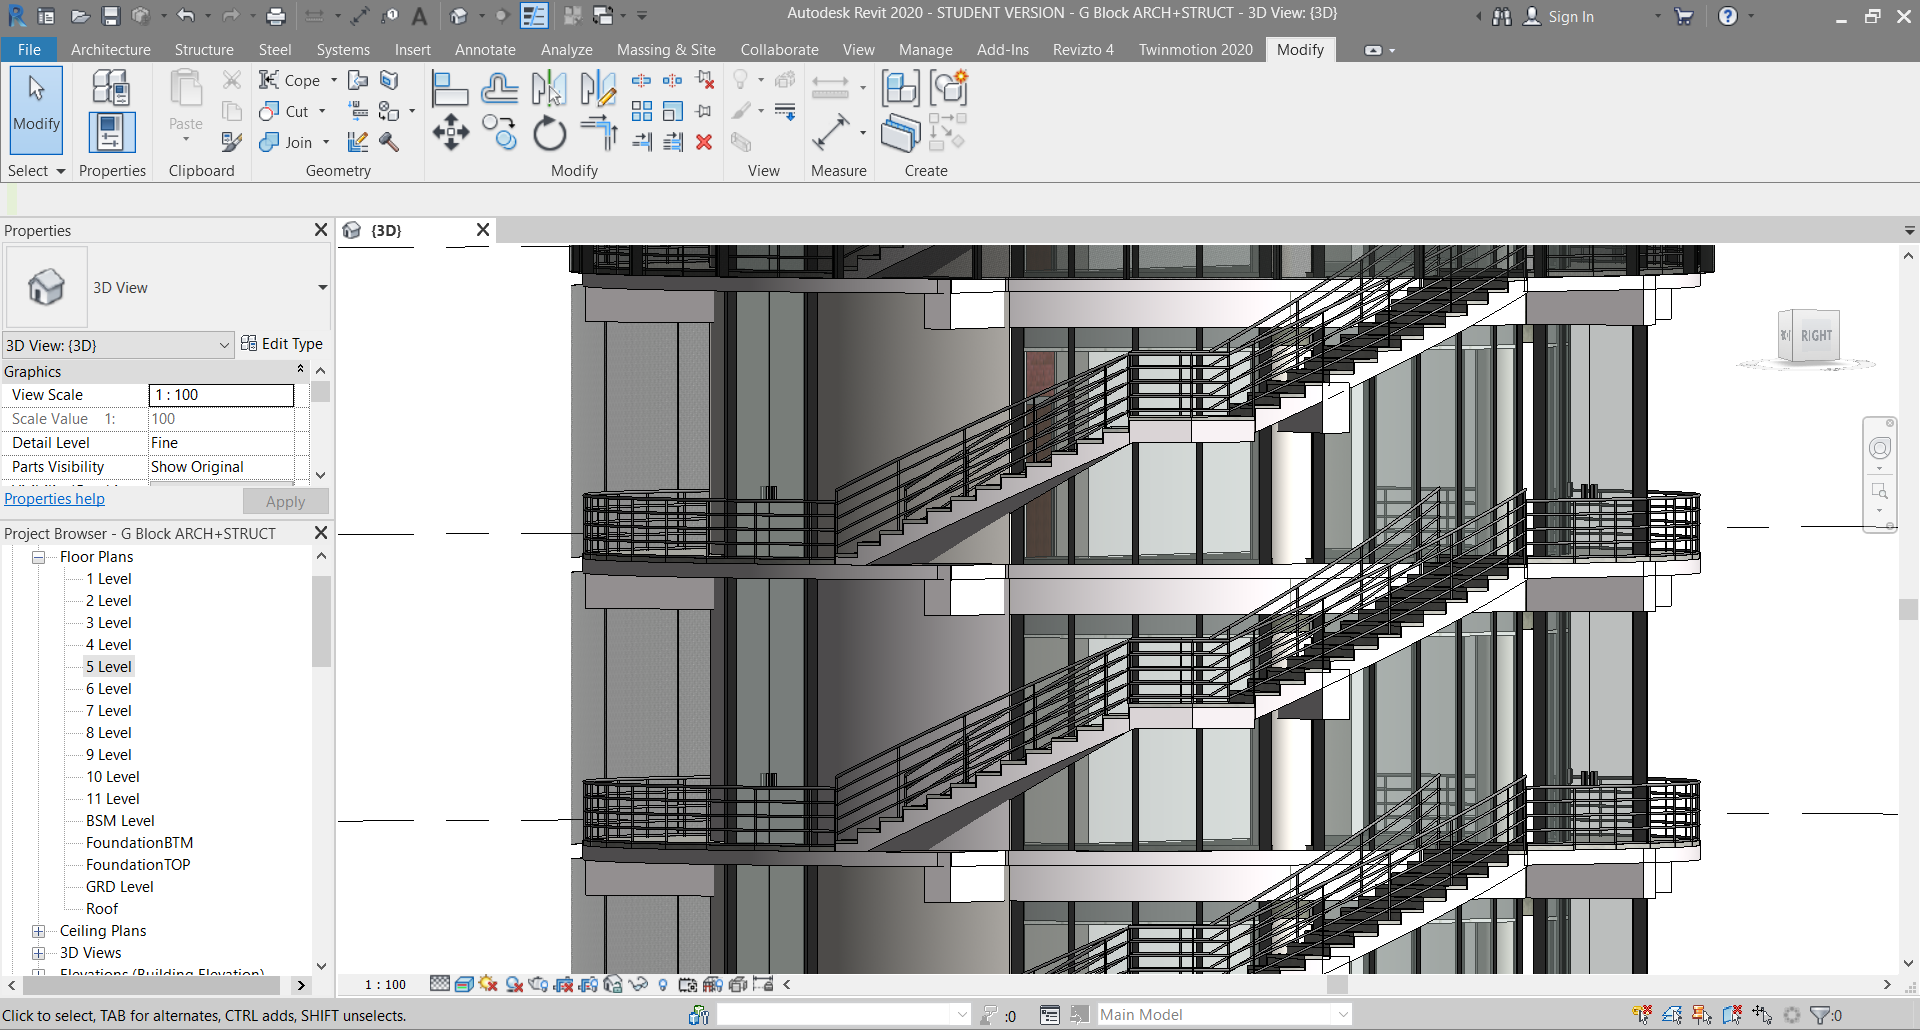 Autodesk Revit 2020 - STUDENT VERSION - G Block ARCH+STRUCT - 3D View: {3D}
Sign In
File Architecture Structure Steel Systems Insert Annotate Analyze Massing & Site Collaborate View Manage Add-Ins Revizto 4 Twinmotion 2020 Modify
Modify
Paste
Cope
Cut
Join
Select Properties Clipboard Geometry Modify View Measure Create
Properties
{3D}
3D View
3D View: {3D}
Edit Type
Graphics
View Scale 1 : 100
Scale Value 1: 100
Detail Level Fine
Parts Visibility Show Original
Properties help
Apply
Project Browser - G Block ARCH+STRUCT
Floor Plans
1 Level
2 Level
3 Level
4 Level
5 Level
6 Level
7 Level
8 Level
9 Level
10 Level
11 Level
BSM Level
FoundationBTM
FoundationTOP
GRD Level
Roof
Ceiling Plans
3D Views
Elevations (Building Elevation)
RIGHT
1 : 100
Click to select, TAB for alternates, CTRL adds, SHIFT unselects.
:0
Main Model
:0